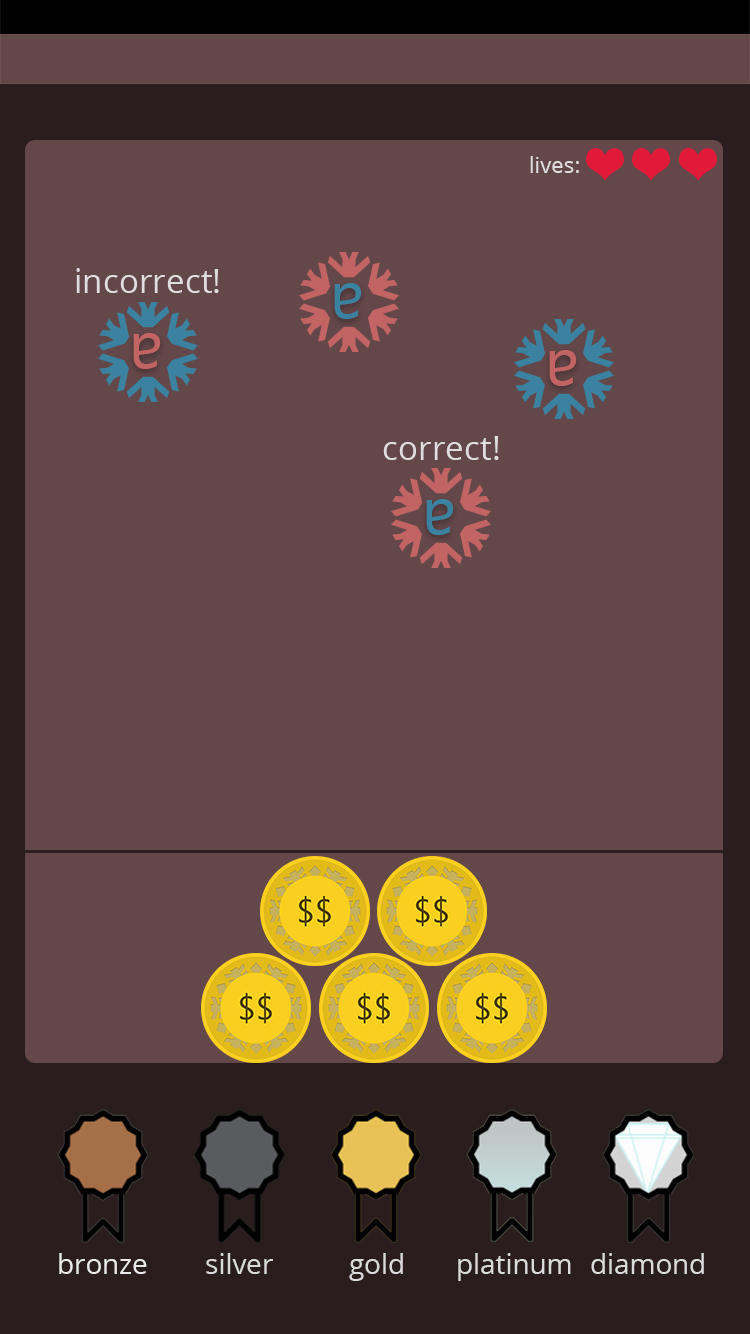 lives:
incorrect!
ɐ
ɐ
ɐ
correct!
ɐ
$$ $$
$$ $$ $$
bronze silver gold platinum diamond